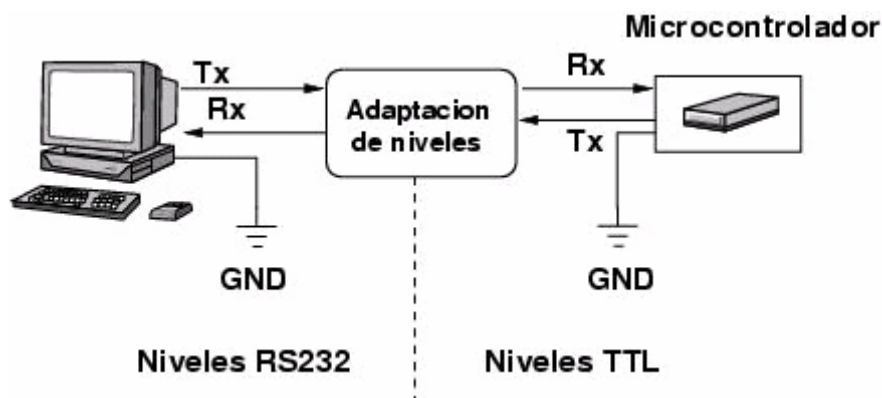 Microcontrolador
Tx
Rx
Adaptacion
de niveles
Rx
Tx
GND
GND
Niveles RS232
Niveles TTL